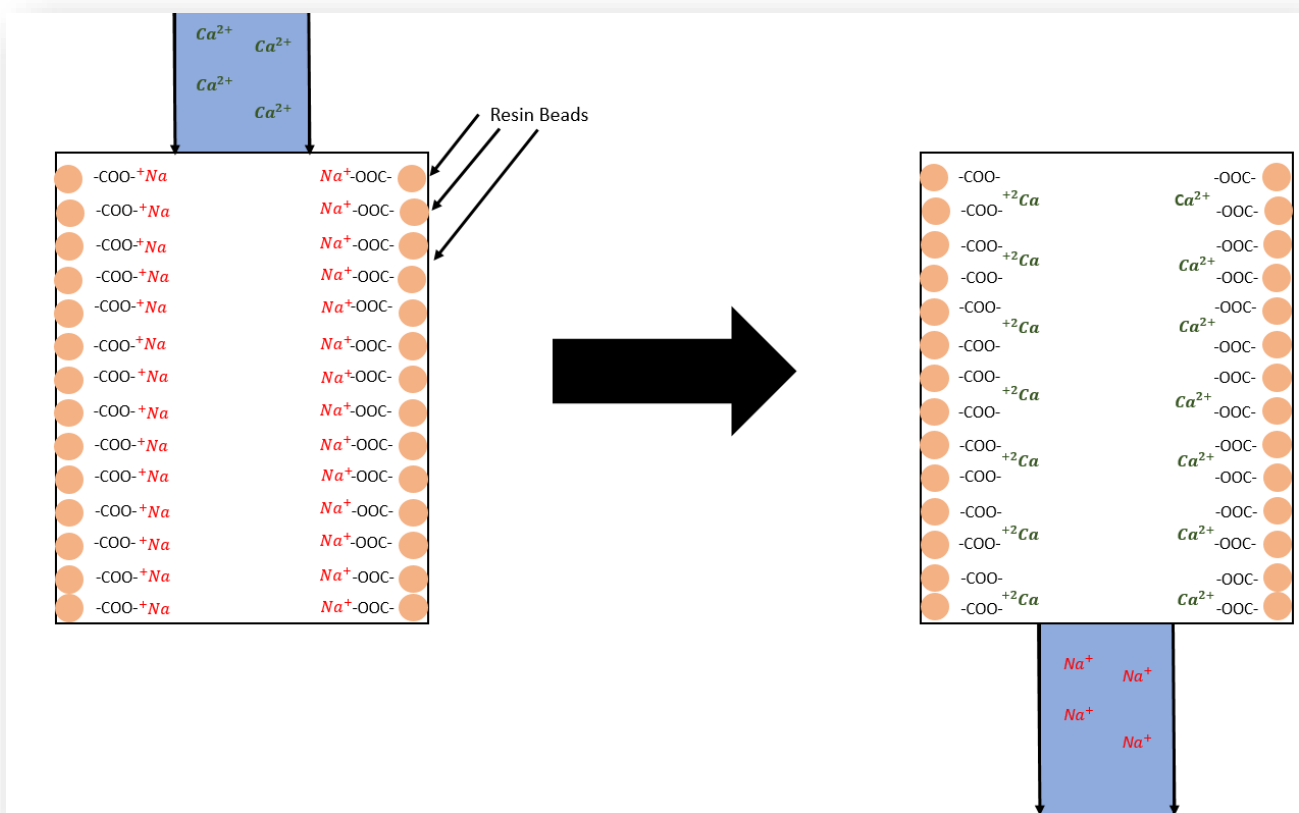 Ca²⁺ Ca²⁺
Ca²⁺
Ca²⁺
Resin Beads
-COO-⁺Na Na⁺-OOC-
-COO-⁺Na Na⁺-OOC-
-COO-⁺Na Na⁺-OOC-
-COO-⁺Na Na⁺-OOC-
-COO-⁺Na Na⁺-OOC-
-COO-⁺Na Na⁺-OOC-
-COO-⁺Na Na⁺-OOC-
-COO-⁺Na Na⁺-OOC-
-COO-⁺Na Na⁺-OOC-
-COO-⁺Na Na⁺-OOC-
-COO-⁺Na Na⁺-OOC-
-COO-⁺Na Na⁺-OOC-
-COO-⁺Na Na⁺-OOC-
-COO-⁺Na Na⁺-OOC-
-COO- -OOC-
⁺²Ca Ca²⁺
-COO- -OOC-
-COO- -OOC-
⁺²Ca Ca²⁺
-COO- -OOC-
-COO- -OOC-
⁺²Ca Ca²⁺
-COO- -OOC-
-COO- -OOC-
⁺²Ca Ca²⁺
-COO- -OOC-
-COO- -OOC-
⁺²Ca Ca²⁺
-COO- -OOC-
-COO- -OOC-
⁺²Ca Ca²⁺
-COO- -OOC-
-COO- -OOC-
⁺²Ca Ca²⁺
-COO- -OOC-
Na⁺
Na⁺
Na⁺
Na⁺